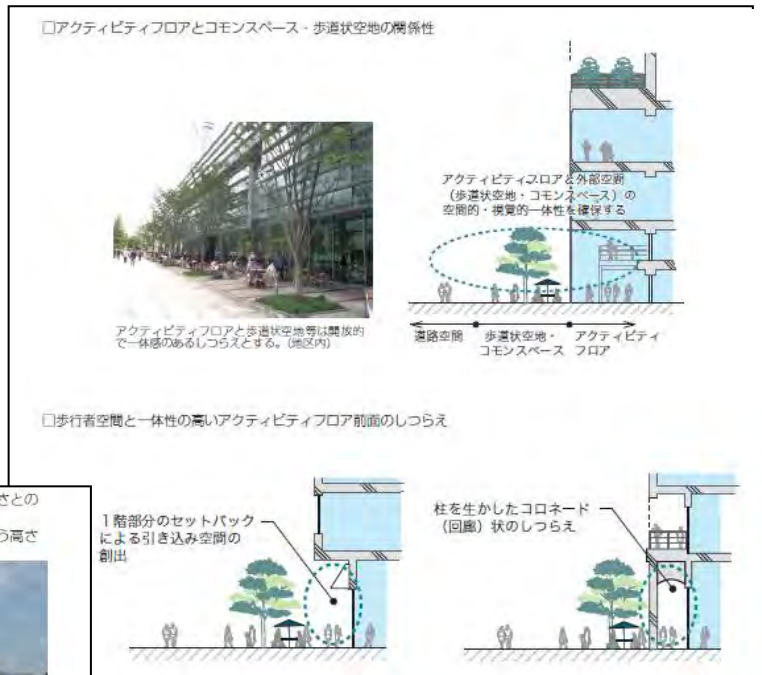 □アクティビティフロアとコモンスペース・歩道状空地の関係性
アクティビティフロアと外部空間
（歩道状空地・コモンスペース）の
空間的・視覚的一体性を確保する
アクティビティフロアと歩道状空地等は開放的
で一体感のあるしつらえとする。（地区内）
道路空間
歩道状空地・
コモンスペース
アクティビティ
フロア
□歩行者空間と一体性の高いアクティビティフロア前面のしつらえ
さとの
う高さ
1階部分のセットバック
による引き込み空間の
創出
柱を生かしたコロネード
（回廊）状のしつらえ